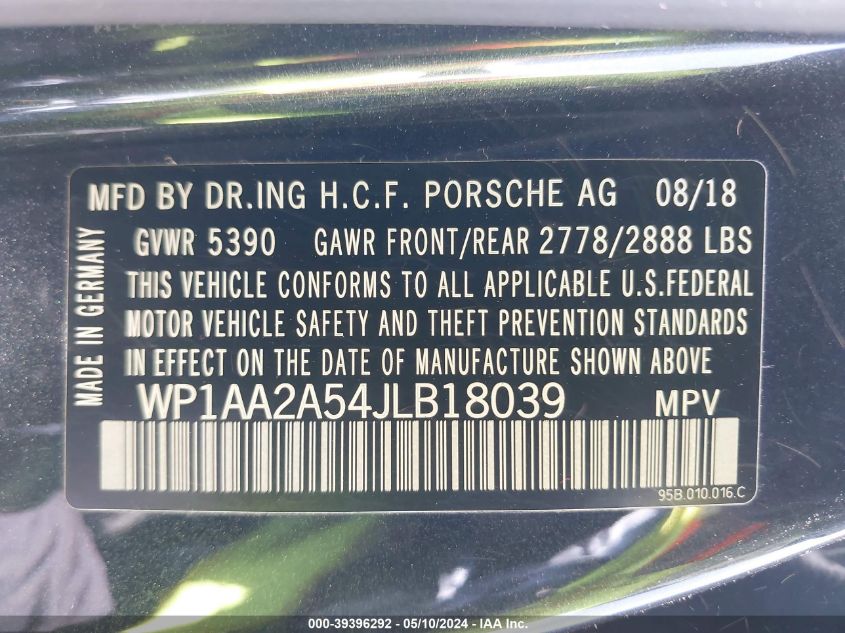 MFD BY DR.ING H.C.F. PORSCHE AG 08/18
GVWR 5390 GAWR FRONT/REAR 2778/2888 LBS
THIS VEHICLE CONFORMS TO ALL APPLICABLE U.S.FEDERAL
MOTOR VEHICLE SAFETY AND THEFT PREVENTION STANDARDS
IN EFFECT ON THE DATE OF MANUFACTURE SHOWN ABOVE
WP1AA2A54JLB18039 MPV
95B.010.016.C
MADE IN GERMANY
000-39396292 - 05/10/2024 - IAA Inc.